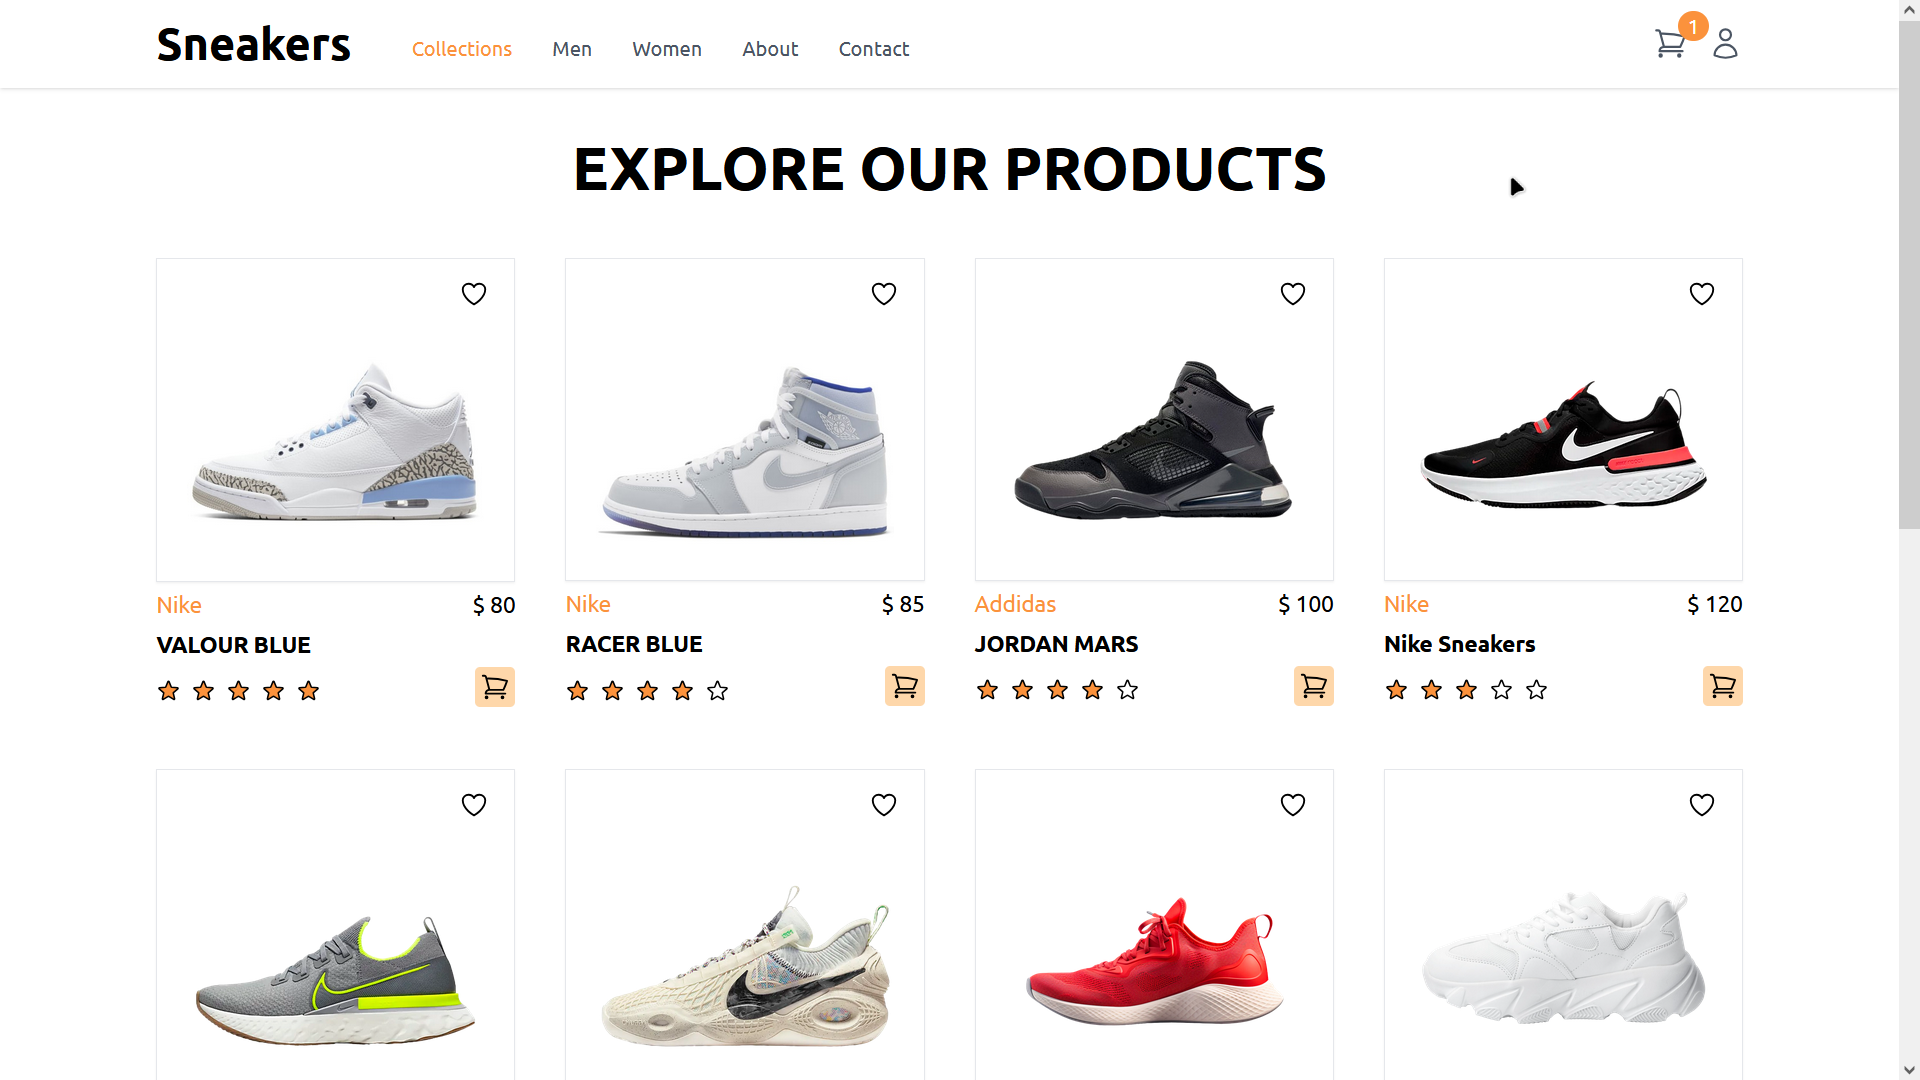 Sneakers Collections Men Women About Contact 1
EXPLORE OUR PRODUCTS
Nike $ 80
VALOUR BLUE
Nike $ 85
RACER BLUE
Addidas $ 100
JORDAN MARS
Nike $ 120
Nike Sneakers